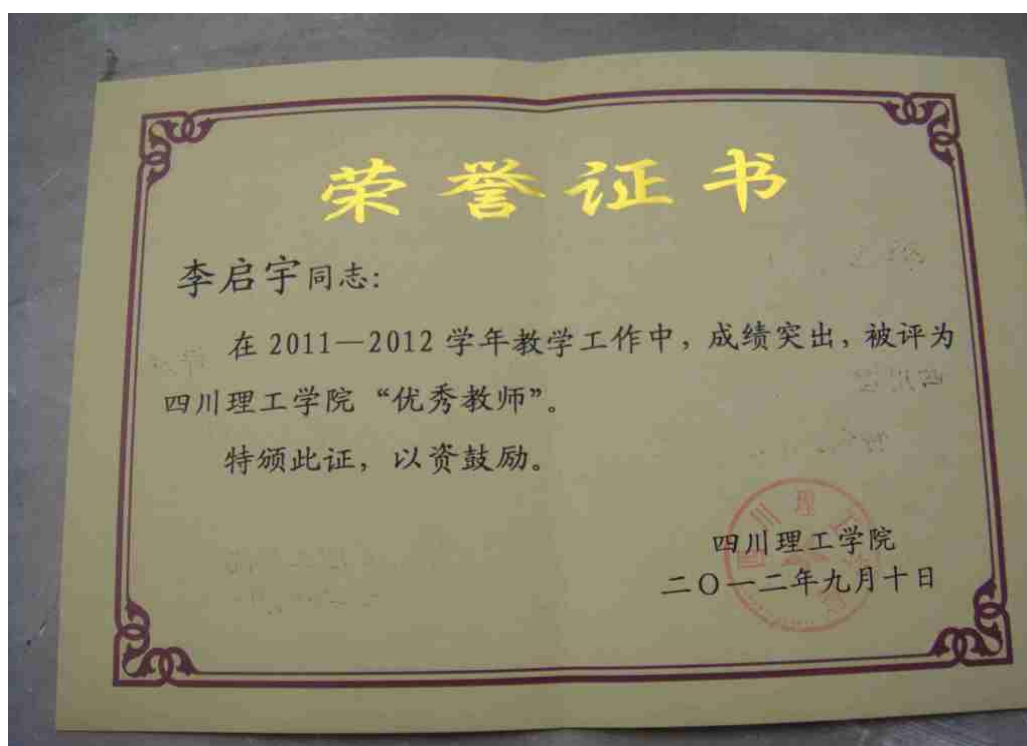 荣誉证书
李启宇同志:
在2011—2012学年教学工作中，成绩突出，被评为
四川理工学院“优秀教师”。
特颁此证，以资鼓励。
四川理工学院
二〇一二年九月十日